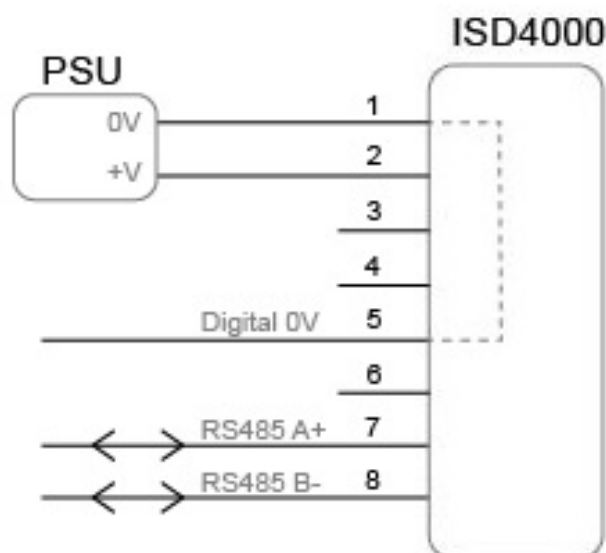 ISD4000
PSU
0V
+V
1
2
3
4
Digital 0V 5
6
RS485 A+ 7
RS485 B- 8